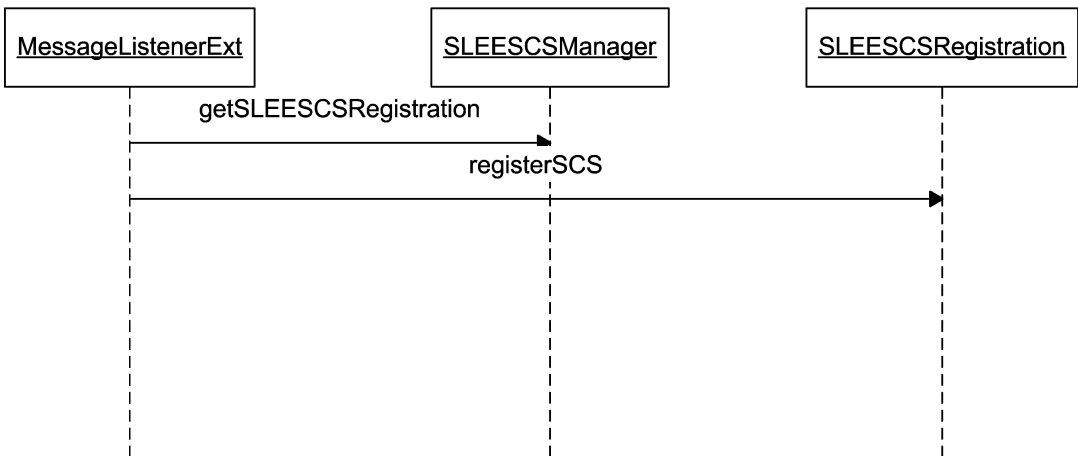 MessageListenerExt
SLEESCSManager
SLEESCSRegistration
getSLEESCSRegistration
registerSCS